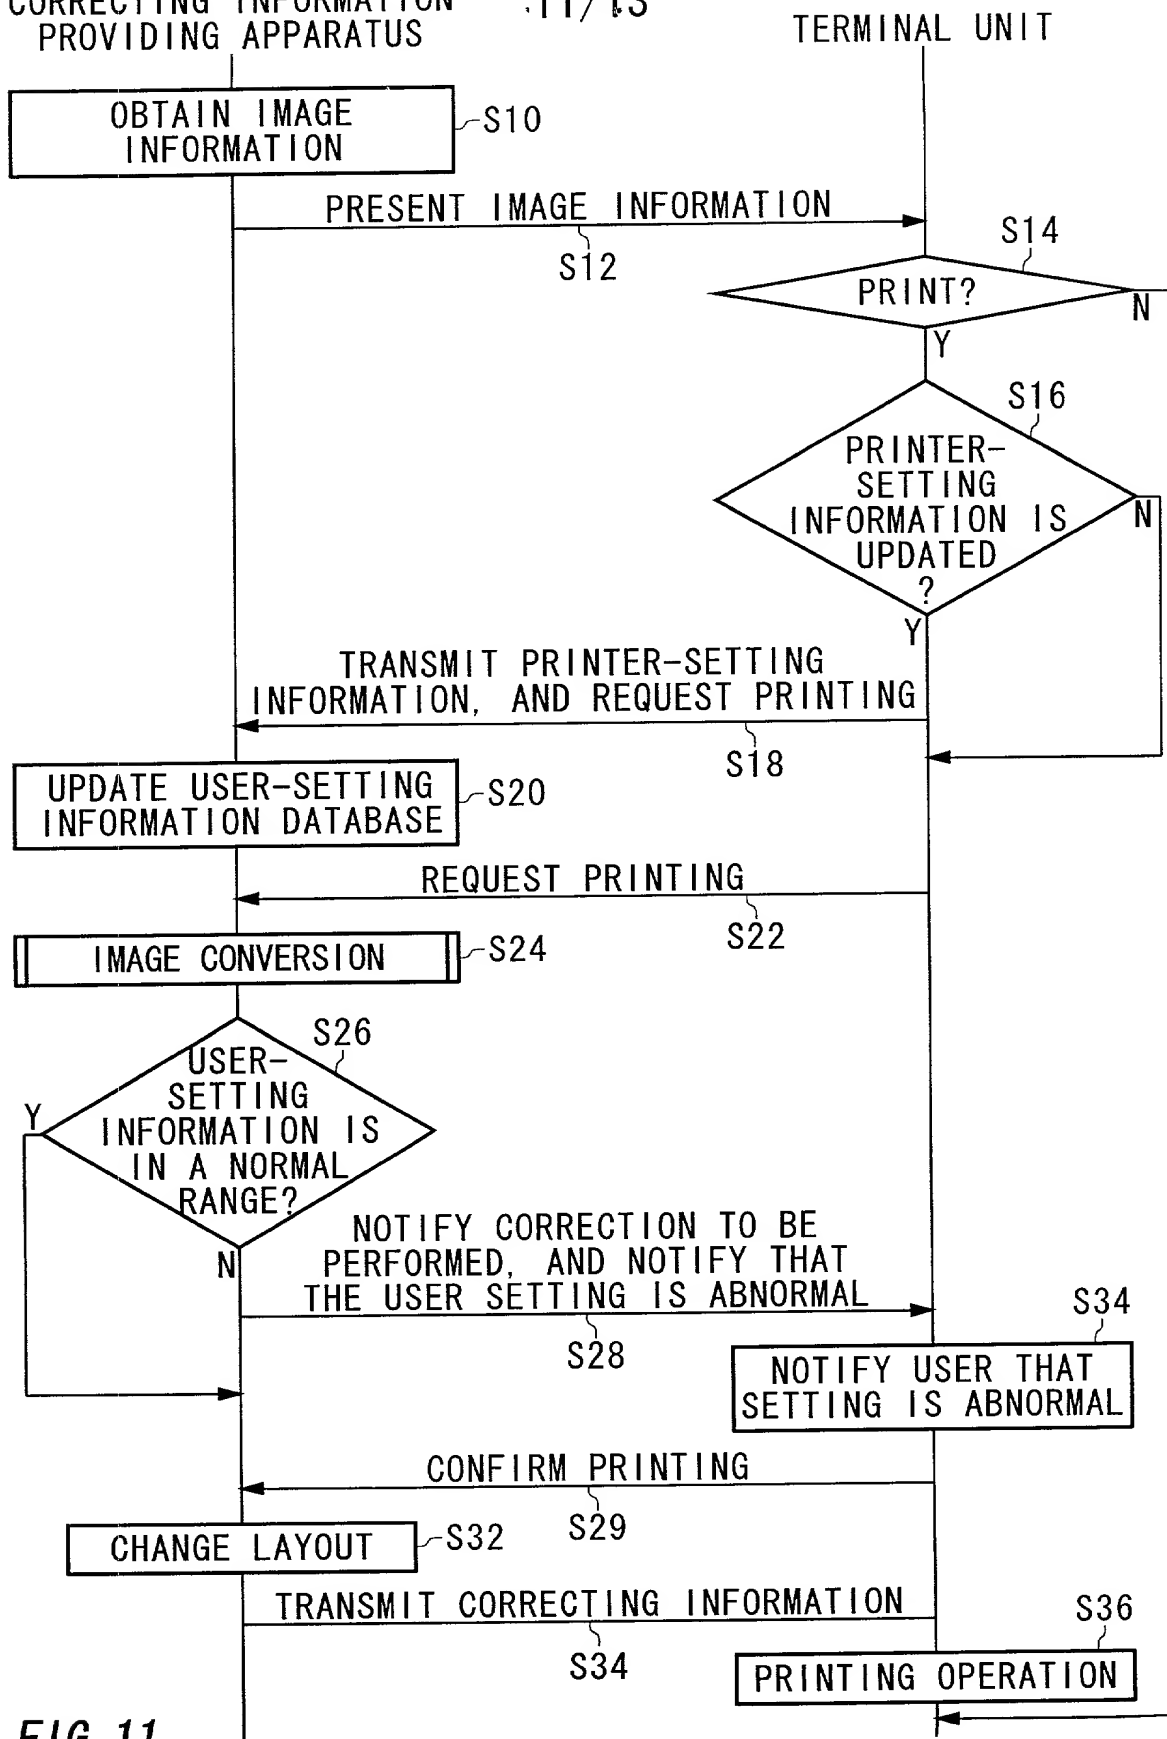 CORRECTING INFORMATION
PROVIDING APPARATUS
11/13
TERMINAL UNIT
OBTAIN IMAGE
INFORMATION
S10
PRESENT IMAGE INFORMATION
S12
S14
PRINT?
N
Y
S16
PRINTER-
SETTING
INFORMATION IS
UPDATED
?
N
Y
TRANSMIT PRINTER-SETTING
INFORMATION, AND REQUEST PRINTING
S18
UPDATE USER-SETTING
INFORMATION DATABASE
S20
REQUEST PRINTING
S22
IMAGE CONVERSION
S24
S26
USER-
SETTING
INFORMATION IS
IN A NORMAL
RANGE?
Y
N
NOTIFY CORRECTION TO BE
PERFORMED, AND NOTIFY THAT
THE USER SETTING IS ABNORMAL
S28
S34
NOTIFY USER THAT
SETTING IS ABNORMAL
CONFIRM PRINTING
S29
CHANGE LAYOUT
S32
TRANSMIT CORRECTING INFORMATION
S34
S36
PRINTING OPERATION
FIG. 11